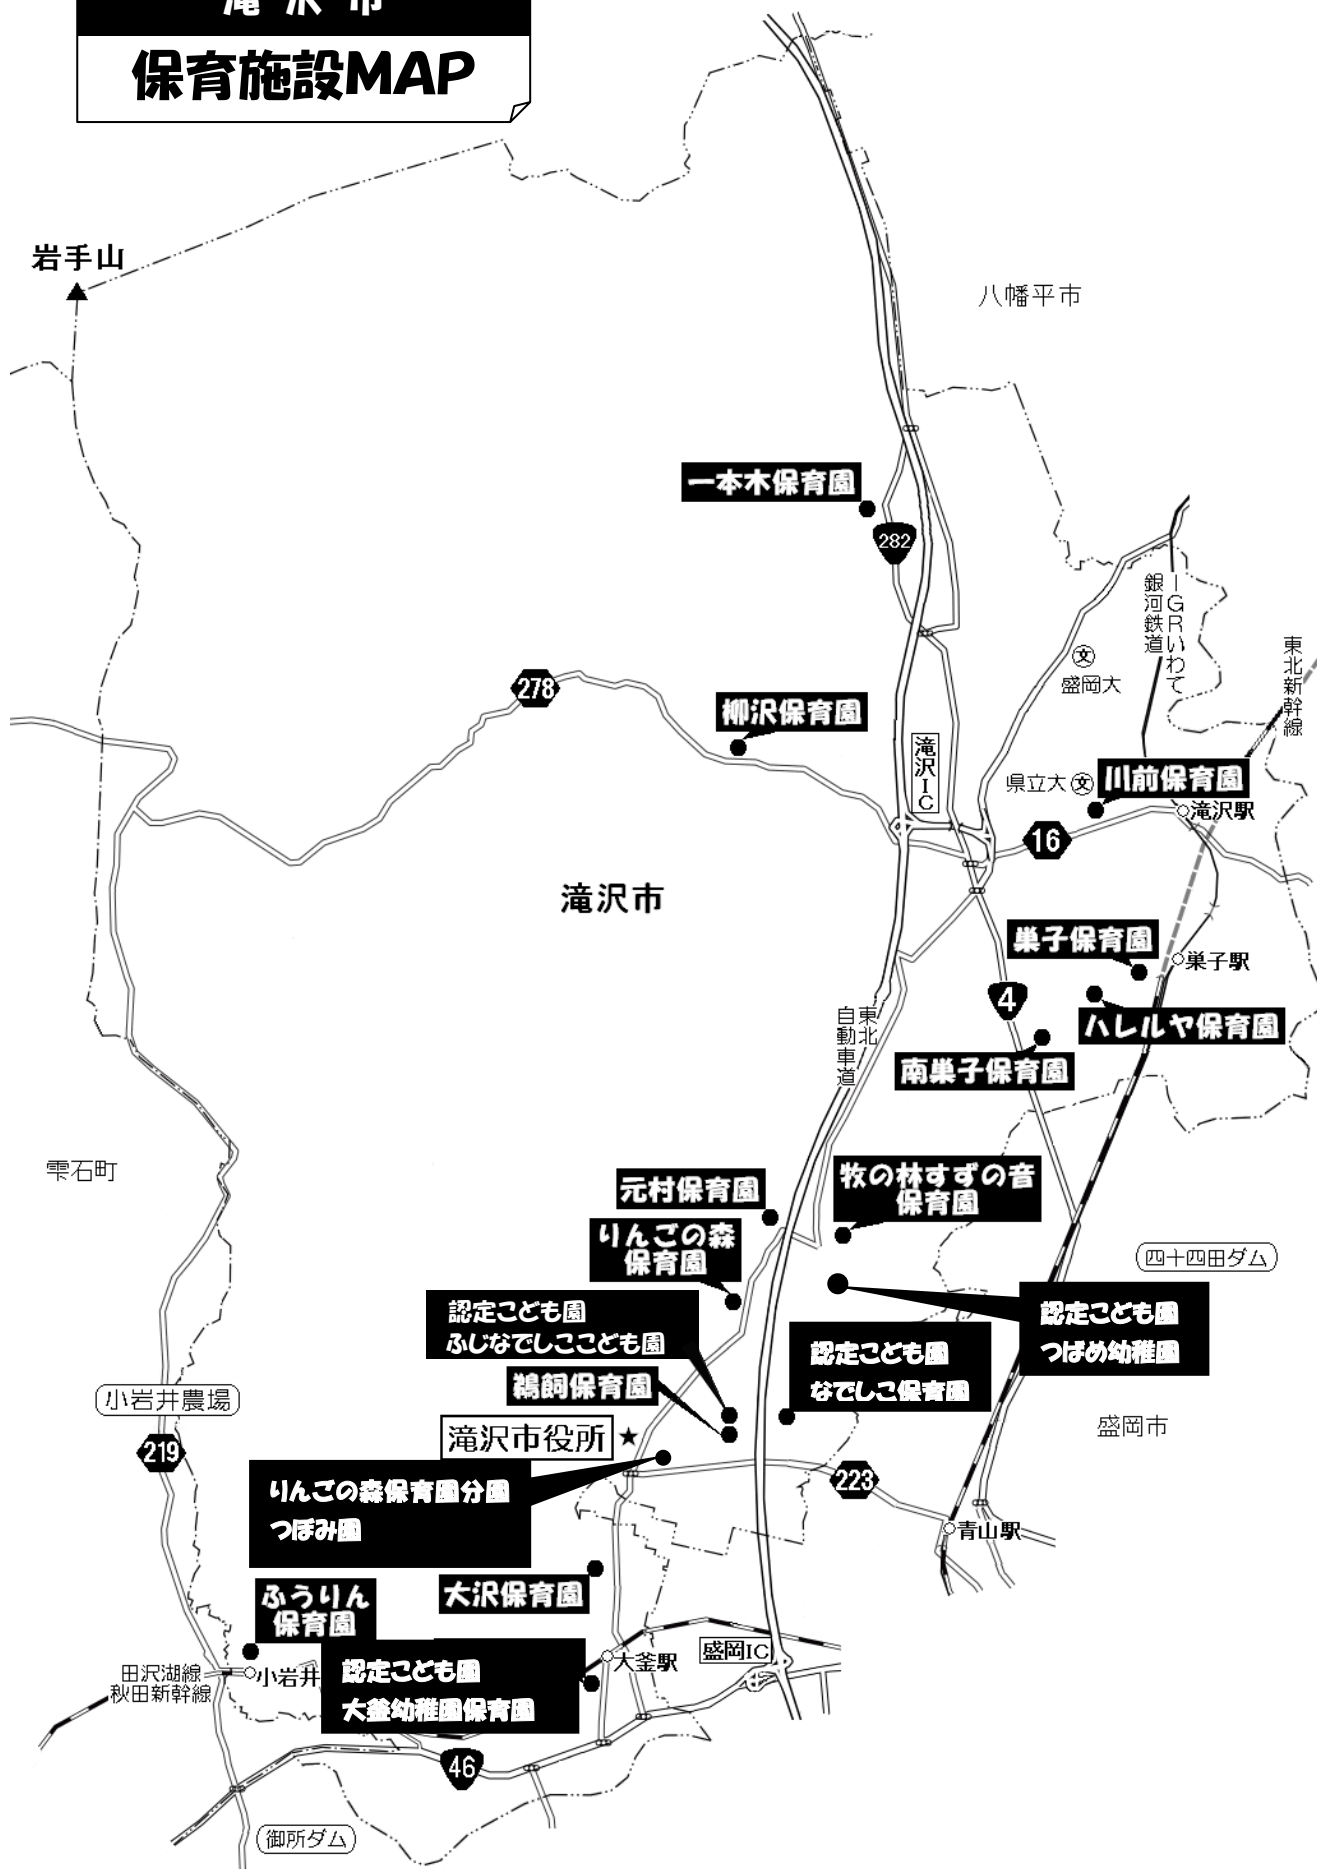 滝沢市
保育施設MAP
岩手山
八幡平市
一本木保育園
282
IGRいわて
銀河鉄道
東北新幹線
盛岡大
278
柳沢保育園
滝沢IC
県立大
川前保育園
滝沢駅
16
滝沢市
巣子保育園
巣子駅
4
ハレルヤ保育園
東北
自動車道
南巣子保育園
雫石町
元村保育園
牧の林すずの音
保育園
りんごの森
保育園
四十四田ダム
認定こども園
ふじなでしここども園
認定こども園
つばめ幼稚園
認定こども園
なでしこ保育園
鵜飼保育園
小岩井農場
滝沢市役所
盛岡市
219
223
りんごの森保育園分園
つぼみ園
青山駅
大沢保育園
ふうりん
保育園
認定こども園
大釜幼稚園保育園
大釜駅
盛岡IC
田沢湖線
秋田新幹線
小岩井
46
御所ダム
文
文